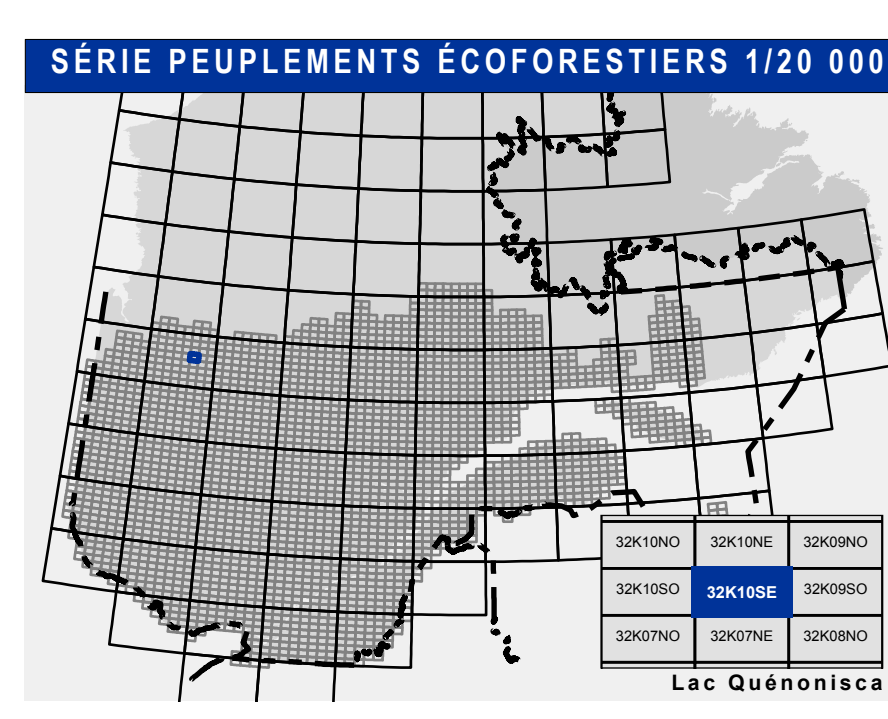 SÉRIE PEUPLEMENTS ÉCOFORESTIERS 1/20 000
32K10NO 32K10NE 32K09NO
32K10SO 32K10SE 32K09SO
32K07NO 32K07NE 32K08NO
Lac Quénonisca